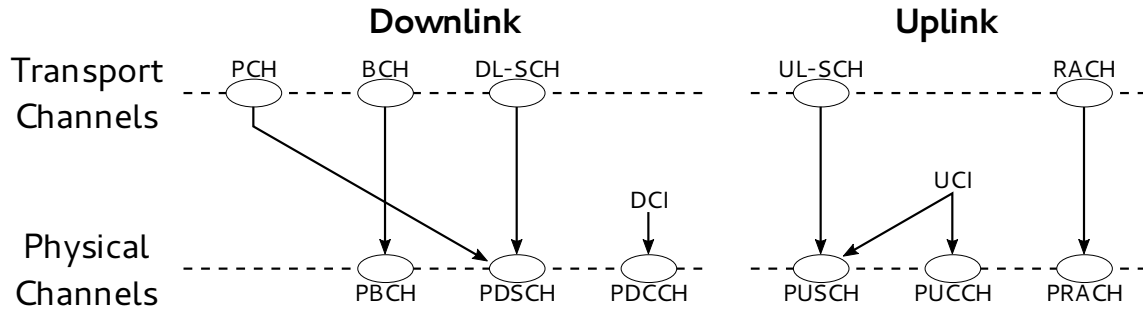 Downlink
Uplink
Transport
Channels
PCH
BCH
DL-SCH
UL-SCH
RACH
DCI
UCI
Physical
Channels
PBCH
PDSCH
PDCCH
PUSCH
PUCCH
PRACH